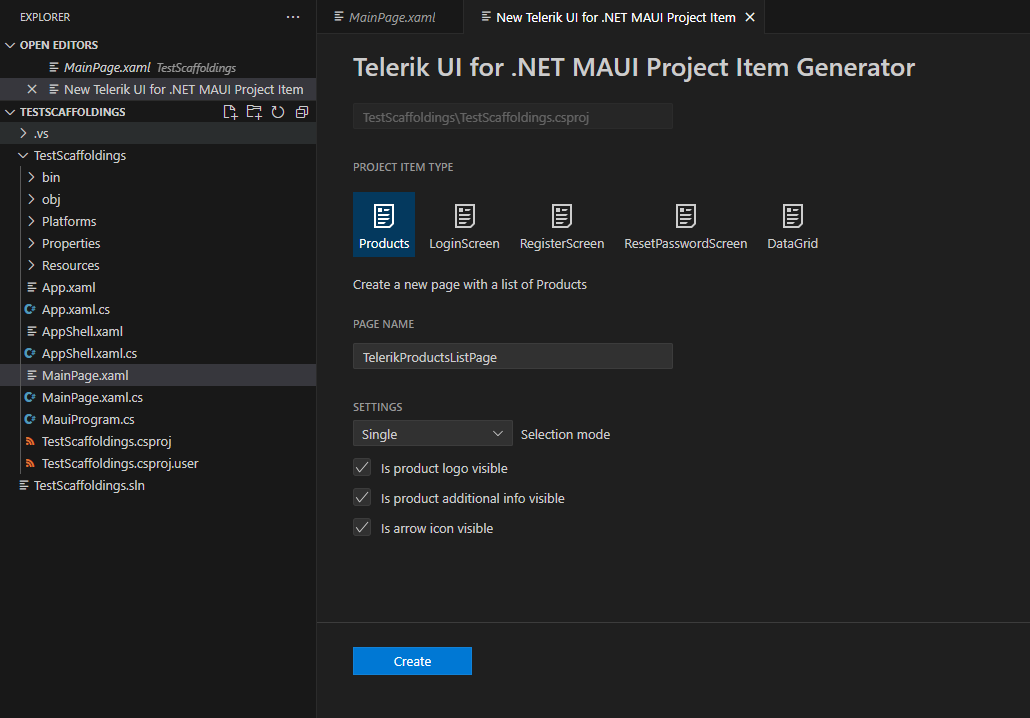 EXPLORER
OPEN EDITORS
MainPage.xaml TestScaffoldings
New Telerik UI for .NET MAUI Project Item
TESTSCAFFOLDINGS
.vs
TestScaffoldings
bin
obj
Platforms
Properties
Resources
App.xaml
App.xaml.cs
AppShell.xaml
AppShell.xaml.cs
MainPage.xaml
MainPage.xaml.cs
MauiProgram.cs
TestScaffoldings.csproj
TestScaffoldings.csproj.user
TestScaffoldings.sln
MainPage.xaml
New Telerik UI for .NET MAUI Project Item
Telerik UI for .NET MAUI Project Item Generator
TestScaffoldings\TestScaffoldings.csproj
PROJECT ITEM TYPE
Products LoginScreen RegisterScreen ResetPasswordScreen DataGrid
Create a new page with a list of Products
PAGE NAME
TelerikProductsListPage
SETTINGS
Single Selection mode
Is product logo visible
Is product additional info visible
Is arrow icon visible
Create